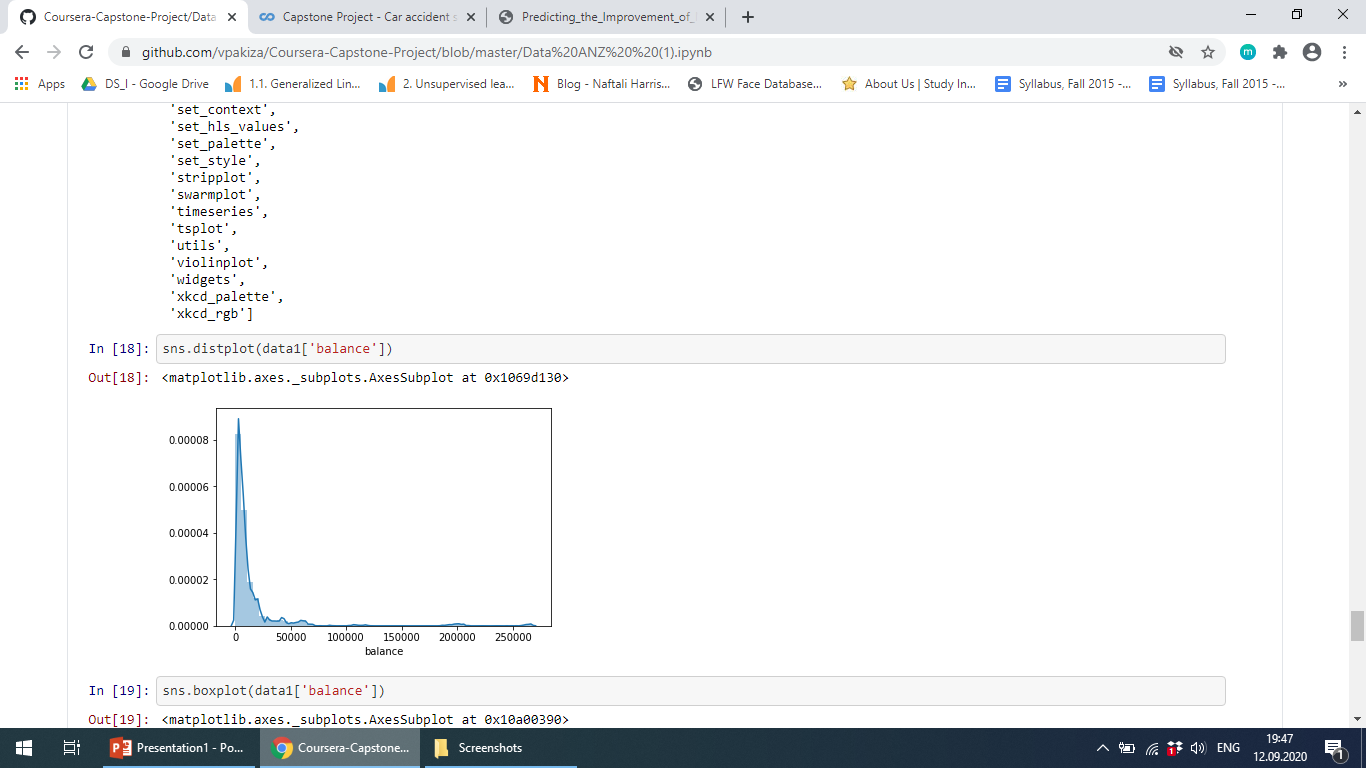 Coursera-Capstone-Project/Data
Capstone Project - Car accident s
Predicting_the_Improvement_of_
github.com/vpakiza/Coursera-Capstone-Project/blob/master/Data%20ANZ%20%20(1).ipynb
Apps
DS_I - Google Drive
1.1. Generalized Lin...
2. Unsupervised lea...
Blog - Naftali Harris...
LFW Face Database...
About Us | Study In...
Syllabus, Fall 2015 -...
Syllabus, Fall 2015 -...
'set_context',
'set_hls_values',
'set_palette',
'set_style',
'stripplot',
'swarmplot',
'timeseries',
'tsplot',
'utils',
'violinplot',
'widgets',
'xkcd_palette',
'xkcd_rgb']
In [18]: sns.distplot(data1['balance'])
Out[18]: <matplotlib.axes._subplots.AxesSubplot at 0x1069d130>
0.00008
0.00006
0.00004
0.00002
0.00000
0 50000 100000 150000 200000 250000
balance
In [19]: sns.boxplot(data1['balance'])
Out[19]: <matplotlib.axes._subplots.AxesSubplot at 0x10a00390>
Presentation1 - Po...
Coursera-Capstone...
Screenshots
ENG
19:47
12.09.2020
1